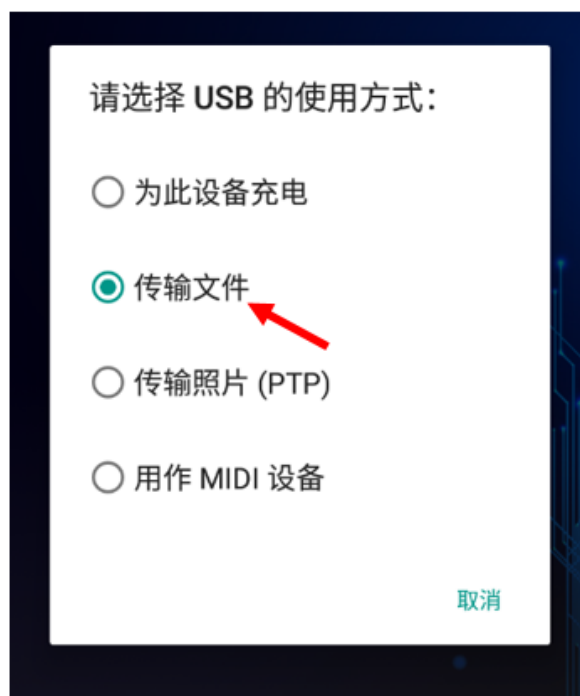 请选择 USB 的使用方式：
为此设备充电
传输文件
传输照片 (PTP)
用作 MIDI 设备
取消